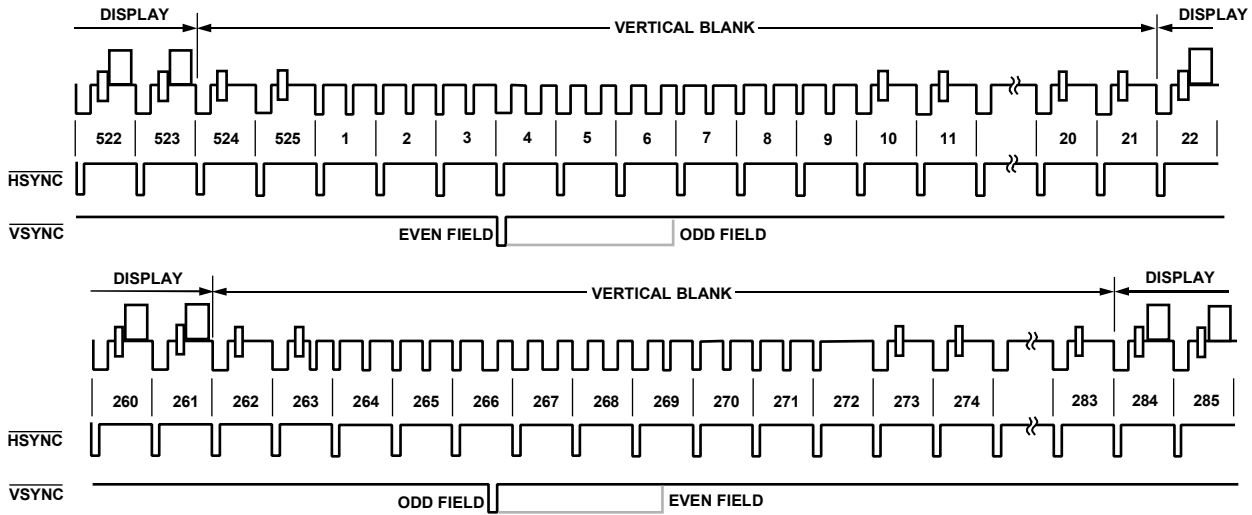 DISPLAY VERTICAL BLANK DISPLAY
522 523 524 525 1 2 3 4 5 6 7 8 9 10 11 20 21 22
HSYNC
VSYNC
EVEN FIELD ODD FIELD
DISPLAY VERTICAL BLANK DISPLAY
260 261 262 263 264 265 266 267 268 269 270 271 272 273 274 283 284 285
HSYNC
VSYNC
ODD FIELD EVEN FIELD